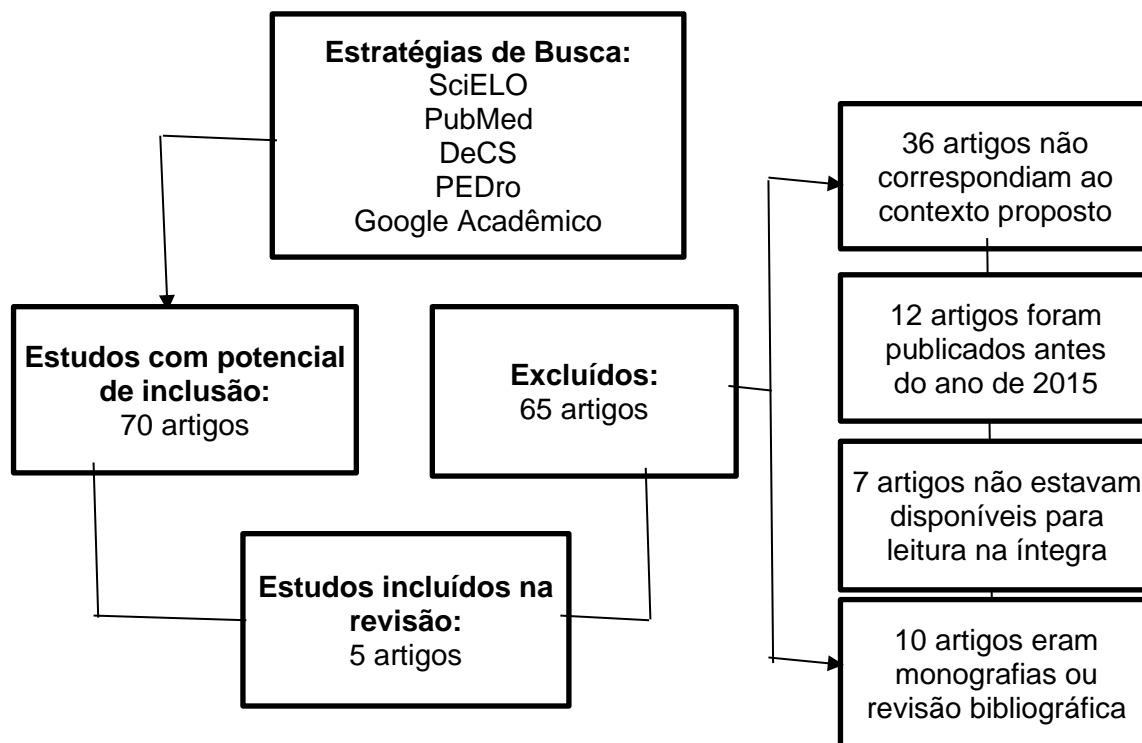 Estratégias de Busca:
SciELO
PubMed
DeCS
PEDro
Google Acadêmico
Estudos com potencial
de inclusão:
70 artigos
Excluídos:
65 artigos
Estudos incluídos na
revisão:
5 artigos
36 artigos não
correspondiam ao
contexto proposto
12 artigos foram
publicados antes
do ano de 2015
7 artigos não estavam
disponíveis para
leitura na íntegra
10 artigos eram
monografias ou
revisão bibliográfica